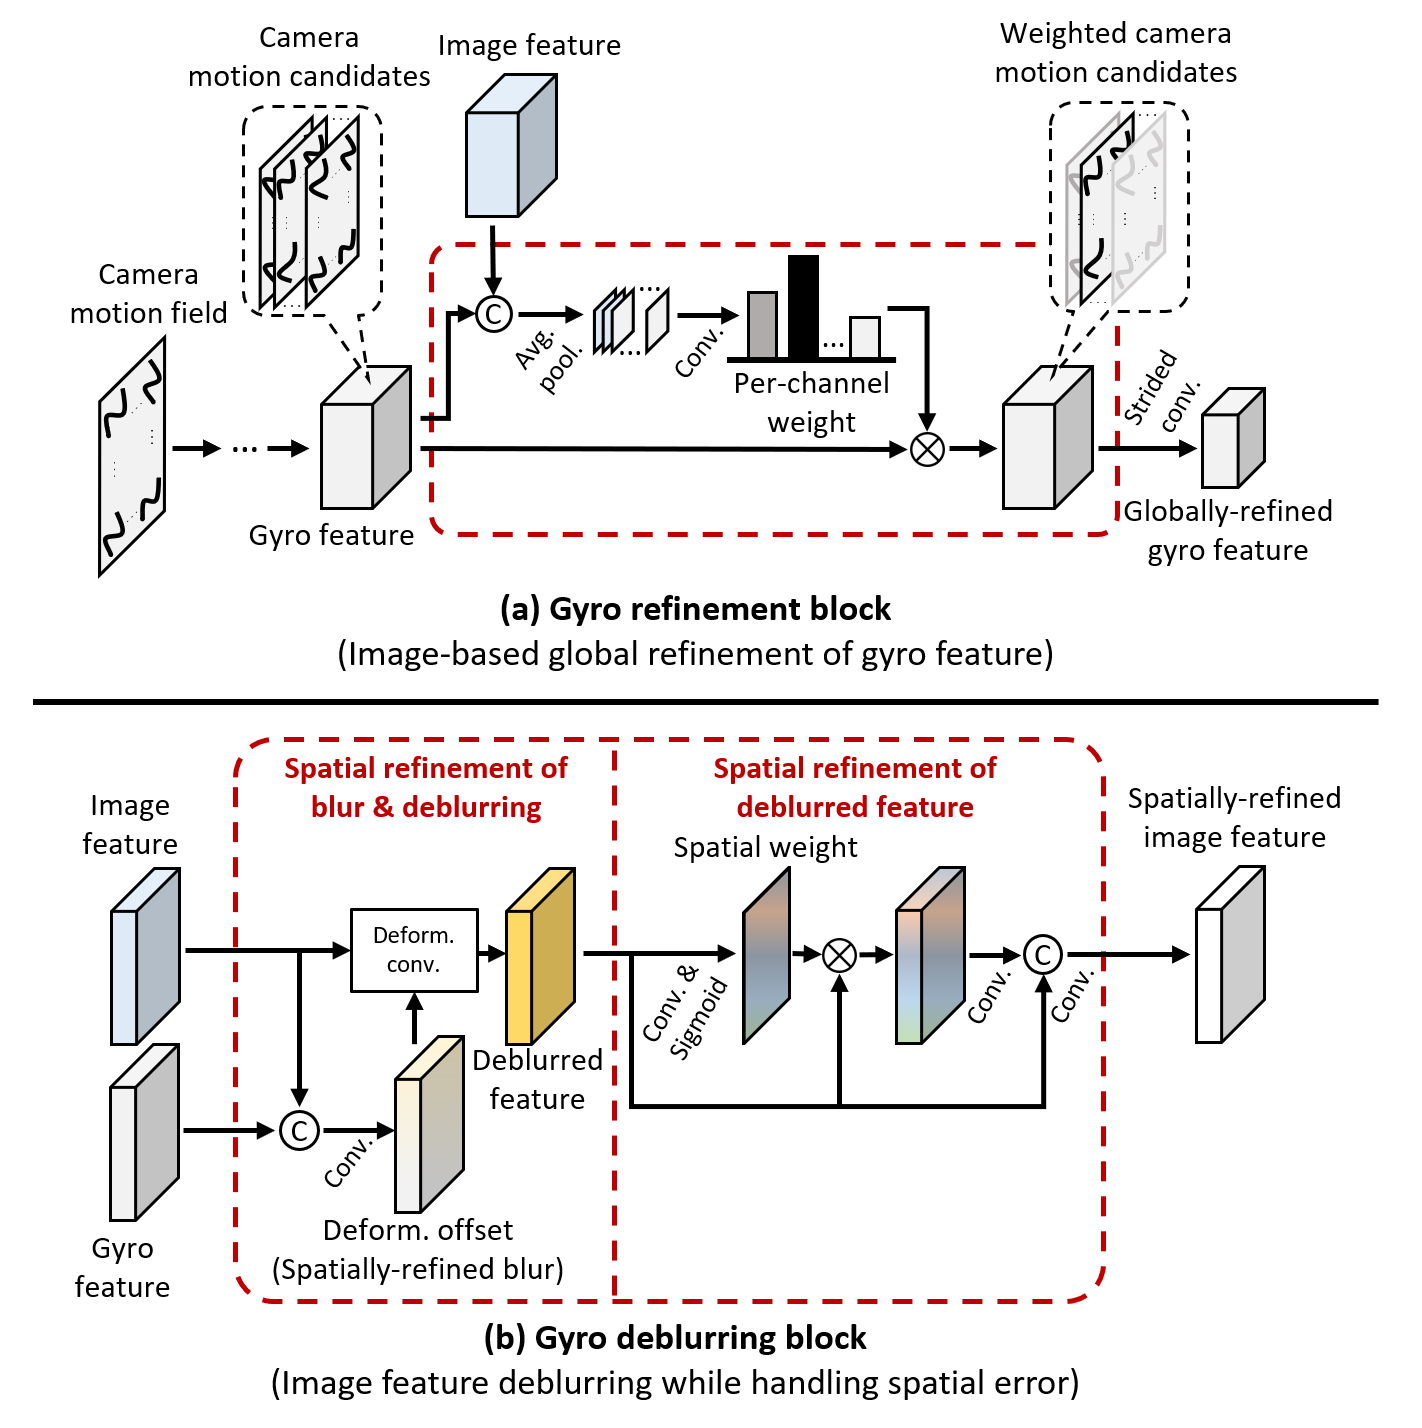 Camera
motion candidates
Image feature
Weighted camera
motion candidates
Camera
motion field
C
Avg.
pool.
Conv.
Per-channel
weight
Strided
conv.
Gyro feature
Globally-refined
gyro feature
(a) Gyro refinement block
(Image-based global refinement of gyro feature)
Spatial refinement of
blur & deblurring
Spatial refinement of
deblurred feature
Image
feature
Spatially-refined
image feature
Spatial weight
Deform.
conv.
Conv. &
Sigmoid
Conv.
C
Conv.
Deblurred
feature
C
Conv.
Gyro
feature
Deform. offset
(Spatially-refined blur)
(b) Gyro deblurring block
(Image feature deblurring while handling spatial error)